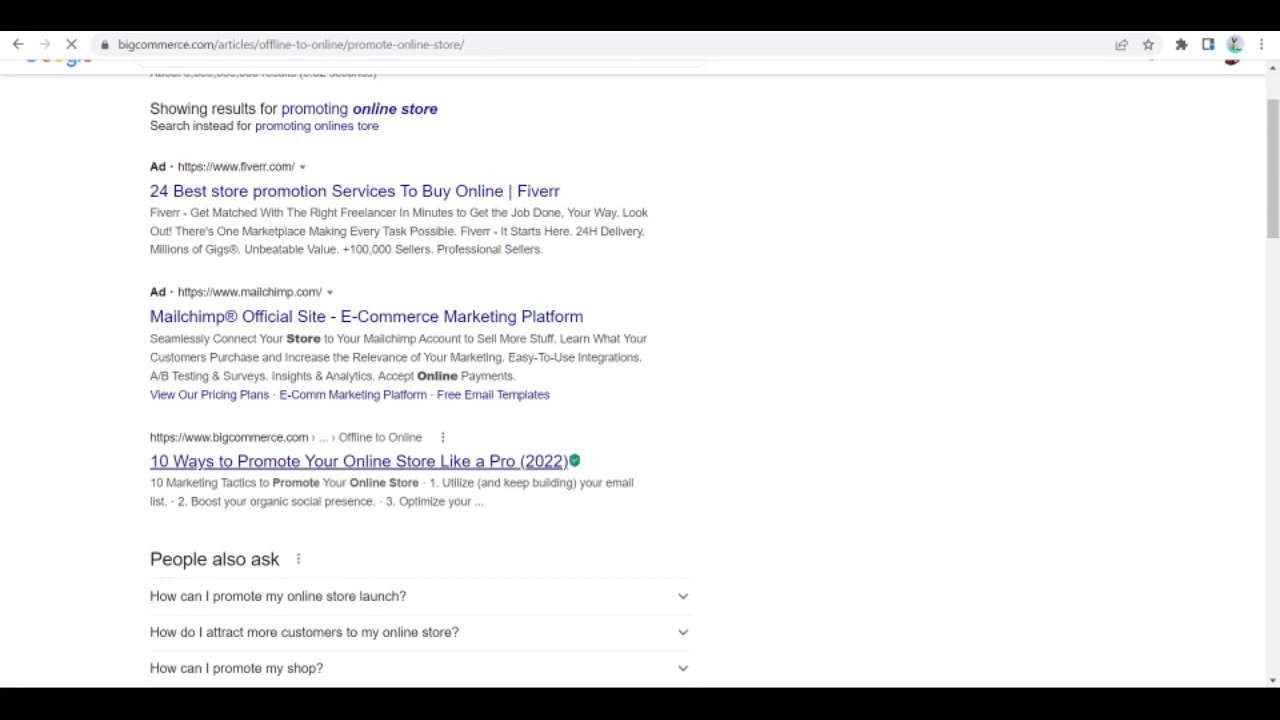 bigcommerce.com/articles/offline-to-online/promote-online-store/
Showing results for promoting online store
Search instead for promoting onlines tore
Ad · https://www.fiverr.com/
24 Best store promotion Services To Buy Online | Fiverr
Fiverr - Get Matched With The Right Freelancer In Minutes to Get the Job Done, Your Way. Look
Out! There's One Marketplace Making Every Task Possible. Fiverr - It Starts Here. 24H Delivery.
Millions of Gigs®. Unbeatable Value. +100,000 Sellers. Professional Sellers.
Ad · https://www.mailchimp.com/
Mailchimp® Official Site - E-Commerce Marketing Platform
Seamlessly Connect Your Store to Your Mailchimp Account to Sell More Stuff. Learn What Your
Customers Purchase and Increase the Relevance of Your Marketing. Easy-To-Use Integrations.
A/B Testing & Surveys. Insights & Analytics. Accept Online Payments.
View Our Pricing Plans · E-Comm Marketing Platform · Free Email Templates
https://www.bigcommerce.com › ... › Offline to Online
10 Ways to Promote Your Online Store Like a Pro (2022)
10 Marketing Tactics to Promote Your Online Store · 1. Utilize (and keep building) your email
list. · 2. Boost your organic social presence. · 3. Optimize your ...
People also ask
How can I promote my online store launch?
How do I attract more customers to my online store?
How can I promote my shop?